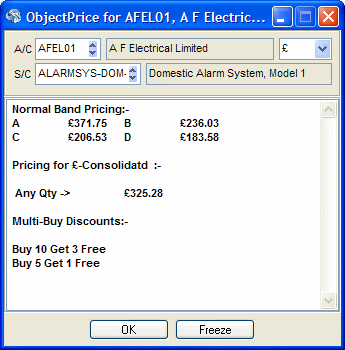 ObjectPrice for AFEL01, A F Electric...
A/C AFEL01 A F Electrical Limited £
S/C ALARMSYS-DOM- Domestic Alarm System, Model 1
Normal Band Pricing:-
A £371.75 B £236.03
C £206.53 D £183.58
Pricing for £-Consolidatd :-
Any Qty -> £325.28
Multi-Buy Discounts:-
Buy 10 Get 3 Free
Buy 5 Get 1 Free
OK Freeze